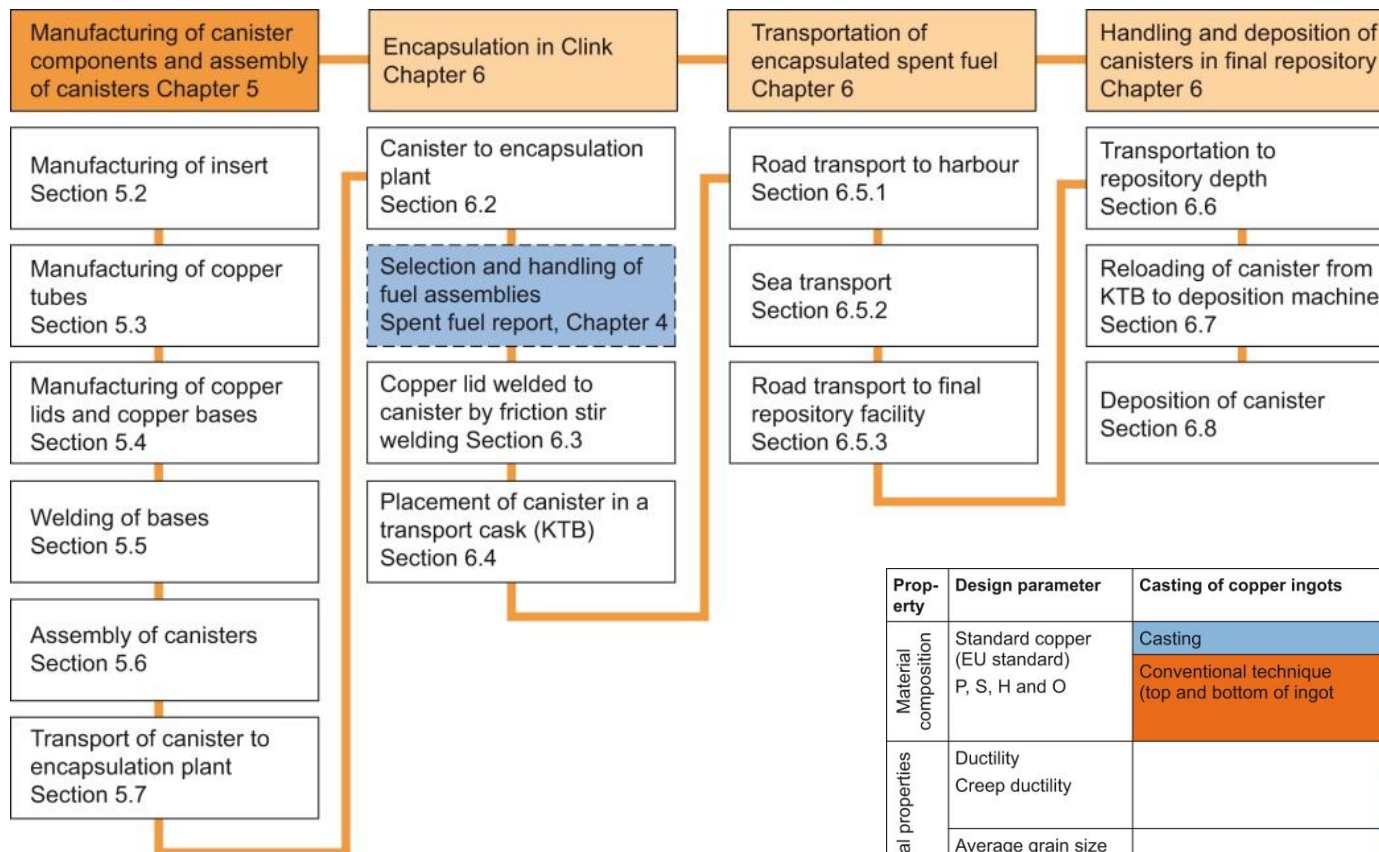 Manufacturing of canister
components and assembly
of canisters Chapter 5
Manufacturing of insert
Section 5.2
Manufacturing of copper
tubes
Section 5.3
Manufacturing of copper
lids and copper bases
Section 5.4
Welding of bases
Section 5.5
Assembly of canisters
Section 5.6
Transport of canister to
encapsulation plant
Section 5.7
Encapsulation in Clink
Chapter 6
Canister to encapsulation
plant
Section 6.2
Selection and handling of
fuel assemblies
Spent fuel report, Chapter 4
Copper lid welded to
canister by friction stir
welding Section 6.3
Placement of canister in a
transport cask (KTB)
Section 6.4
Transportation of
encapsulated spent fuel
Chapter 6
Road transport to harbour
Section 6.5.1
Sea transport
Section 6.5.2
Road transport to final
repository facility
Section 6.5.3
Handling and deposition of
canisters in final repository
Chapter 6
Transportation to
repository depth
Section 6.6
Reloading of canister from
KTB to deposition machine
Section 6.7
Deposition of canister
Section 6.8
Prop-
erty
Design parameter
Casting of copper ingots
Material
composition
Standard copper
(EU standard)
P, S, H and O
Casting
Conventional technique
(top and bottom of ingot
properties
Ductility
Creep ductility
Average grain size